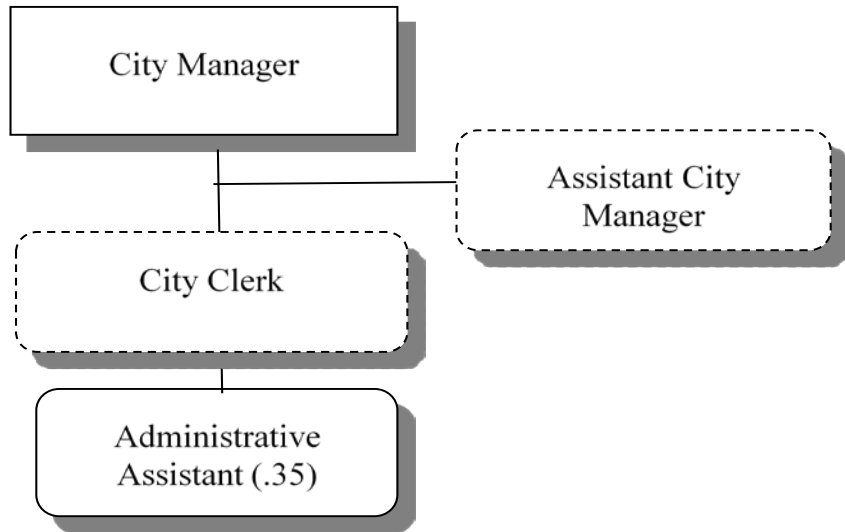 City Manager
Assistant City
Manager
City Clerk
Administrative
Assistant (.35)